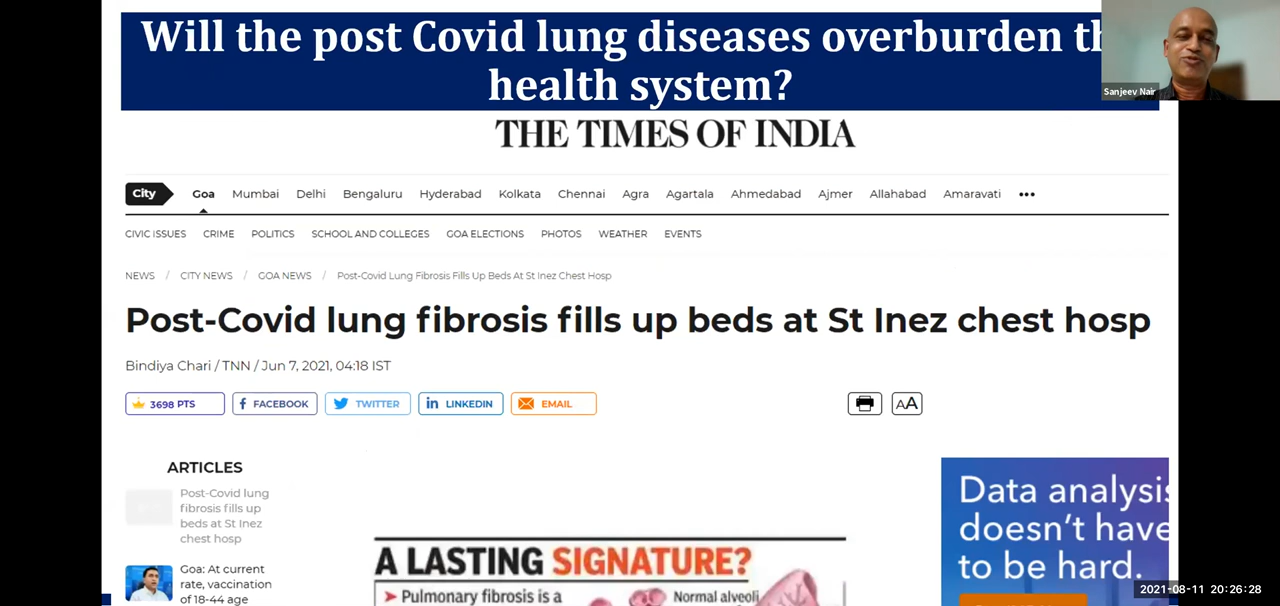 Will the post Covid lung diseases overburden th
health system?
Sanjeev Nair
THE TIMES OF INDIA
City Goa Mumbai Delhi Bengaluru Hyderabad Kolkata Chennai Agra Agartala Ahmedabad Ajmer Allahabad Amaravati •••
CIVIC ISSUES CRIME POLITICS SCHOOL AND COLLEGES GOA ELECTIONS PHOTOS WEATHER EVENTS
NEWS / CITY NEWS / GOA NEWS / Post-Covid Lung Fibrosis Fills Up Beds At St Inez Chest Hosp
Post-Covid lung fibrosis fills up beds at St Inez chest hosp
Bindiya Chari / TNN / Jun 7, 2021, 04:18 IST
3698 PTS FACEBOOK TWITTER LINKEDIN EMAIL AA
ARTICLES
Post-Covid lung
fibrosis fills up
beds at St Inez
chest hosp
Goa: At current
rate, vaccination
of 18-44 age
A LASTING SIGNATURE?
➤ Pulmonary fibrosis is a
Normal alveoli
Data analysis
doesn't have
to be hard.
2021-08-11 20:26:28